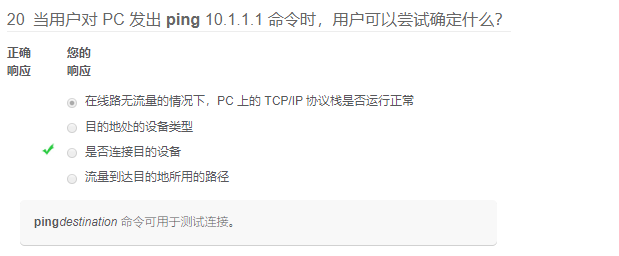 20 当用户对 PC 发出 ping 10.1.1.1 命令时，用户可以尝试确定什么？
正确 您的
响应 响应
在线路无流量的情况下，PC 上的 TCP/IP 协议栈是否运行正常
目的地处的设备类型
是否连接目的设备
流量到达目的地所用的路径
pingdestination 命令可用于测试连接。